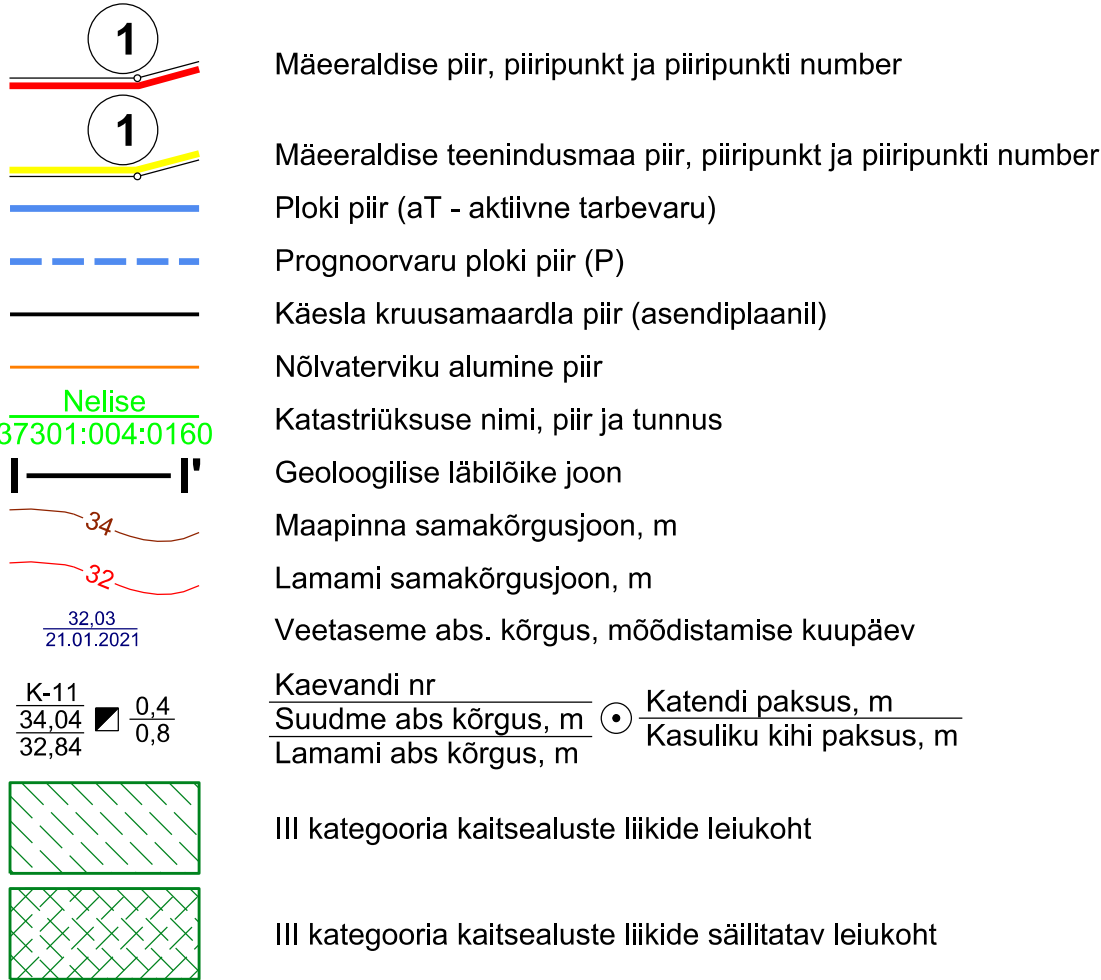 1
Mäeeraldise piir, piiripunkt ja piiripunkti number
1
Mäeeraldise teenindusmaa piir, piiripunkt ja piiripunkti number
Ploki piir (aT - aktiivne tarbevaru)
Prognoorvaru ploki piir (P)
Käesla kruusamaardla piir (asendiplaanil)
Nõlvaterviku alumine piir
Nelise
37301:004:0160
Katastriüksuse nimi, piir ja tunnus
I I'
Geoloogilise läbilõike joon
34
Maapinna samakõrgusjoon, m
32
Lamami samakõrgusjoon, m
32,03
21.01.2021
Veetaseme abs. kõrgus, mõõdistamise kuupäev
K-11
34,04
32,84
0,4
0,8
Kaevandi nr
Suudme abs kõrgus, m
Lamami abs kõrgus, m
Katendi paksus, m
Kasuliku kihi paksus, m
III kategooria kaitsealuste liikide leiukoht
III kategooria kaitsealuste liikide säilitatav leiukoht